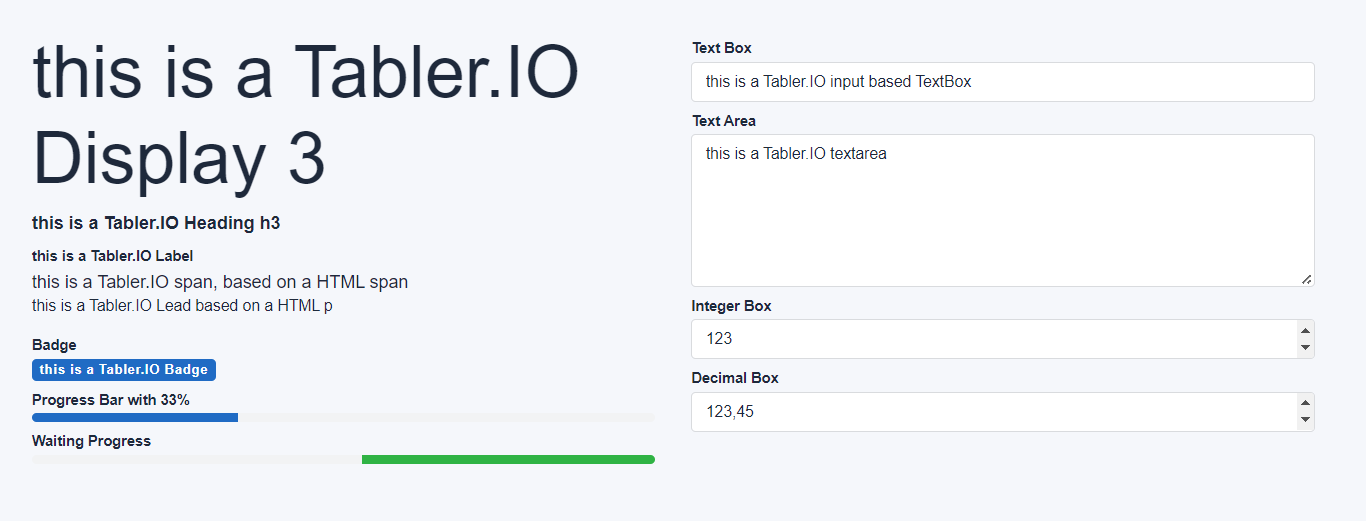 this is a Tabler.IO
Display 3
this is a Tabler.IO Heading h3
this is a Tabler.IO Label
this is a Tabler.IO span, based on a HTML span
this is a Tabler.IO Lead based on a HTML p
Badge
this is a Tabler.IO Badge
Progress Bar with 33%
Waiting Progress
Text Box
this is a Tabler.IO input based TextBox
Text Area
this is a Tabler.IO textarea
Integer Box
123
Decimal Box
123,45